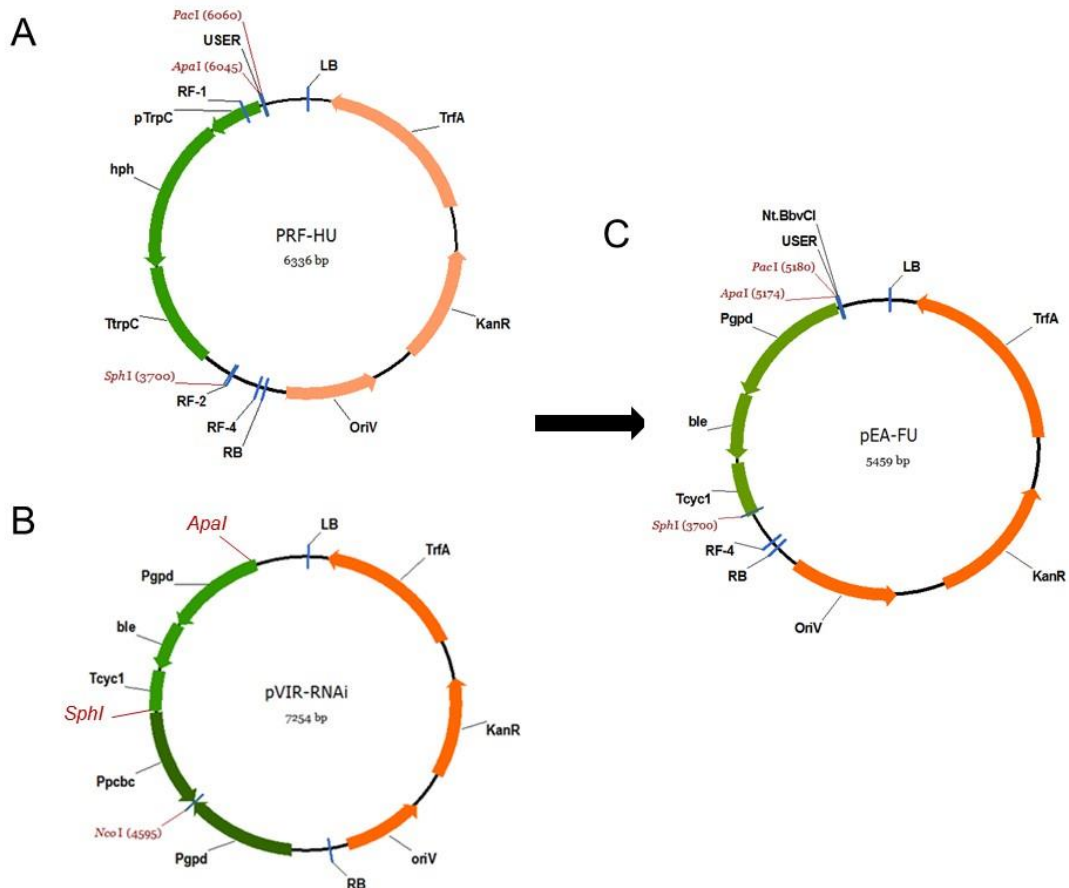 A
PacI (6060)
USER
ApaI (6045)
RF-1
pTrpC
LB
TrfA
hph
PRF-HU
6336 bp
KanR
TtrpC
SphI (3700)
RF-2
RF-4
RB
OriV
B
ApaI
LB
TrfA
Pgpd
ble
Tcyc1
pVIR-RNAi
7254 bp
SphI
KanR
Ppcbc
NcoI (4595)
Pgpd
RB
oriV
C
Nt.BbvCI
USER
PacI (5180)
ApaI (5174)
LB
Pgpd
TrfA
ble
pEA-FU
5459 bp
Tcyc1
SphI (3700)
RF-4
RB
KanR
OriV